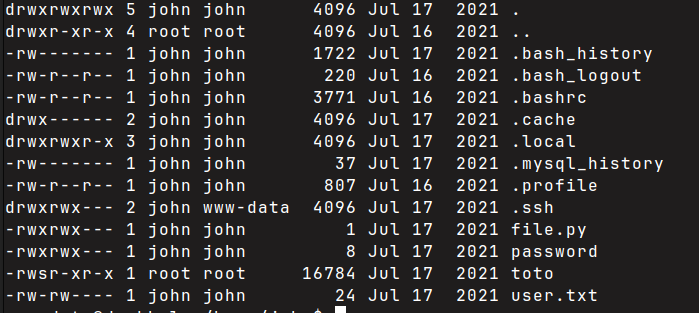 drwxrwxrwx 5 john john 4096 Jul 17 2021 .
drwxr-xr-x 4 root root 4096 Jul 16 2021 ..
-rw------- 1 john john 1722 Jul 17 2021 .bash_history
-rw-r--r-- 1 john john 220 Jul 16 2021 .bash_logout
-rw-r--r-- 1 john john 3771 Jul 16 2021 .bashrc
drwx------ 2 john john 4096 Jul 17 2021 .cache
drwxrwxr-x 3 john john 4096 Jul 17 2021 .local
-rw------- 1 john john 37 Jul 17 2021 .mysql_history
-rw-r--r-- 1 john john 807 Jul 16 2021 .profile
drwxrwx--- 2 john www-data 4096 Jul 17 2021 .ssh
-rwxrwx--- 1 john john 1 Jul 17 2021 file.py
-rwxrwx--- 1 john john 8 Jul 17 2021 password
-rwsr-xr-x 1 root root 16784 Jul 17 2021 toto
-rw-rw---- 1 john john 24 Jul 17 2021 user.txt